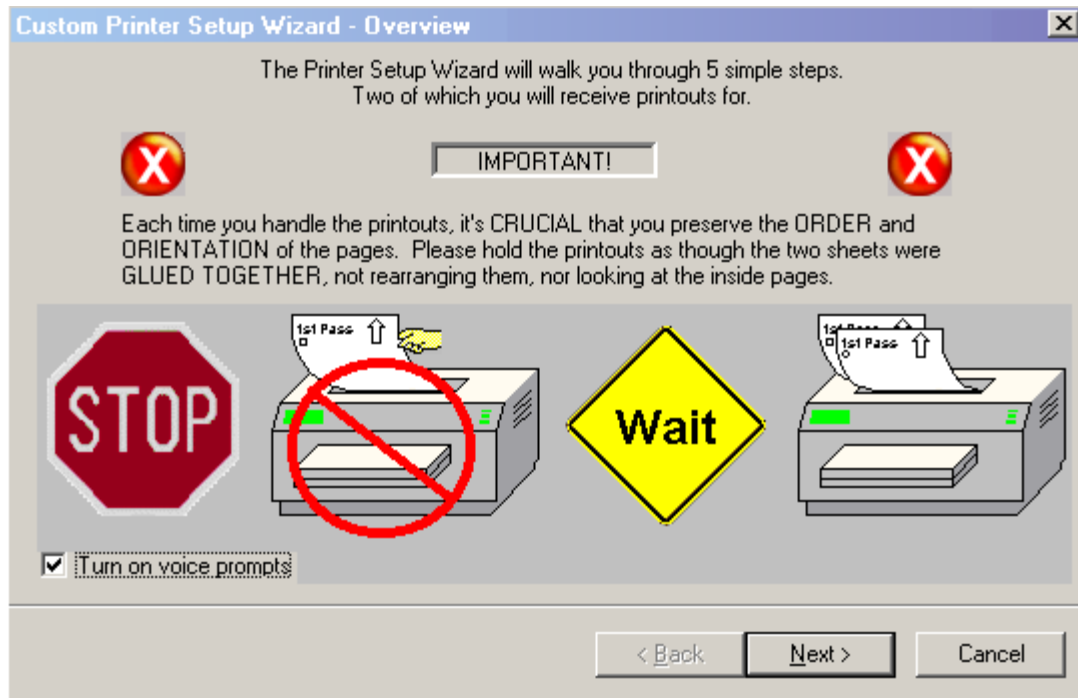 Custom Printer Setup Wizard - Overview
The Printer Setup Wizard will walk you through 5 simple steps.
Two of which you will receive printouts for.
X
IMPORTANT!
X
Each time you handle the printouts, it's CRUCIAL that you preserve the ORDER and
ORIENTATION of the pages.  Please hold the printouts as though the two sheets were
GLUED TOGETHER, not rearranging them, nor looking at the inside pages.
STOP
1st Pass
Wait
1st Pass
1st Pass
Turn on voice prompts
< Back
Next >
Cancel